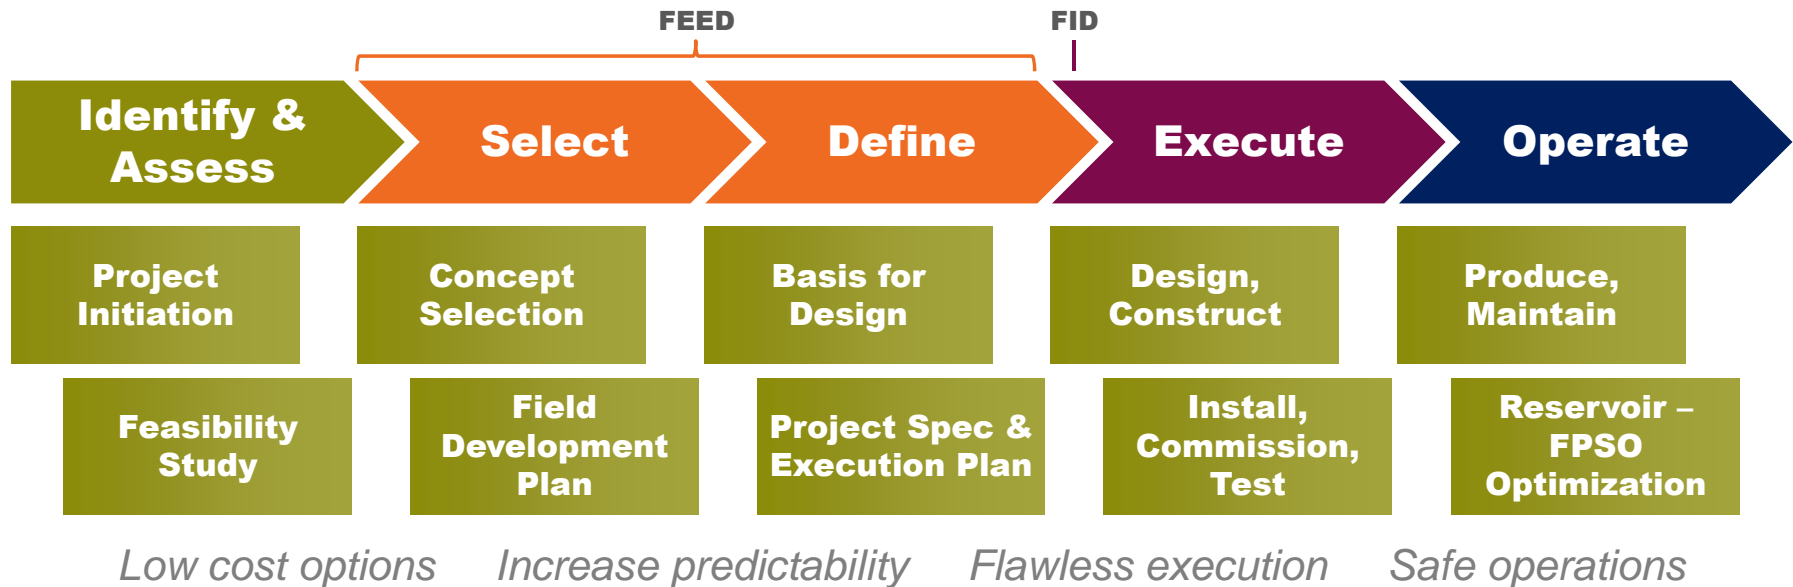 FEED
FID
Identify &
Assess
Select
Define
Execute
Operate
Project
Initiation
Concept
Selection
Basis for
Design
Design,
Construct
Produce,
Maintain
Feasibility
Study
Field
Development
Plan
Project Spec &
Execution Plan
Install,
Commission,
Test
Reservoir –
FPSO
Optimization
Low cost options
Increase predictability
Flawless execution
Safe operations